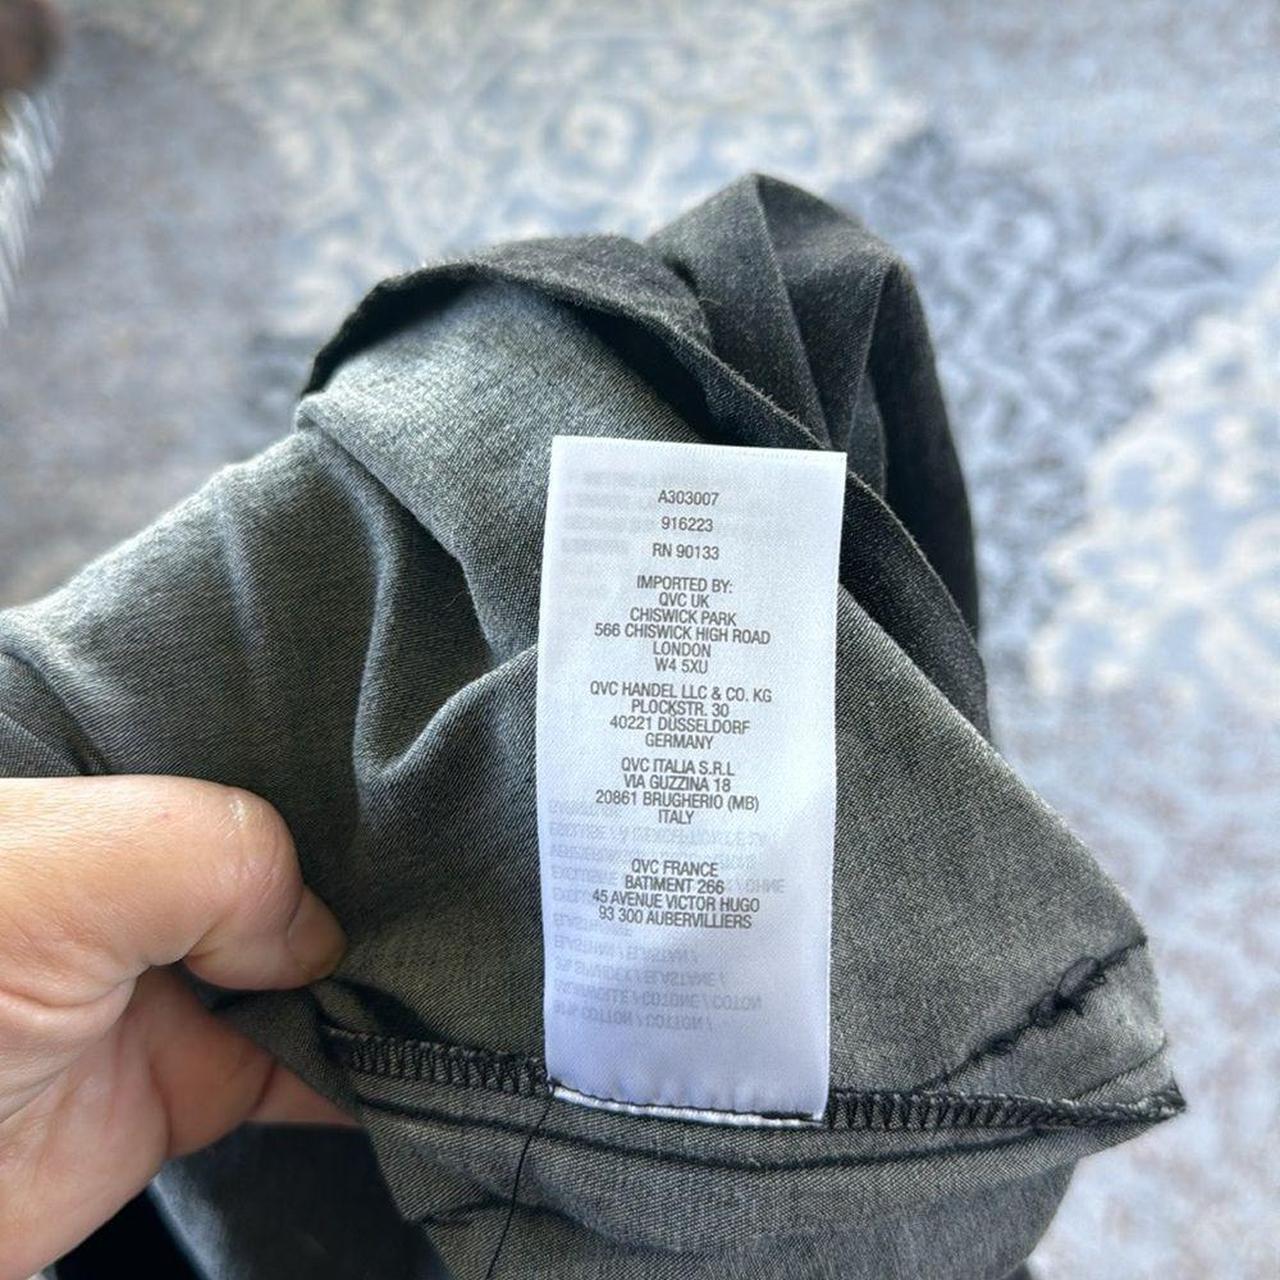 A303007
916223
RN 90133
IMPORTED BY:
QVC UK
CHISWICK PARK
566 CHISWICK HIGH ROAD
LONDON
W4 5XU
QVC HANDEL LLC & CO. KG
PLOCKSTR. 30
40221 DÜSSELDORF
GERMANY
QVC ITALIA S.R.L
VIA GUZZINA 18
20861 BRUGHERIO (MB)
ITALY
QVC FRANCE
BATIMENT 266
45 AVENUE VICTOR HUGO
93 300 AUBERVILLIERS